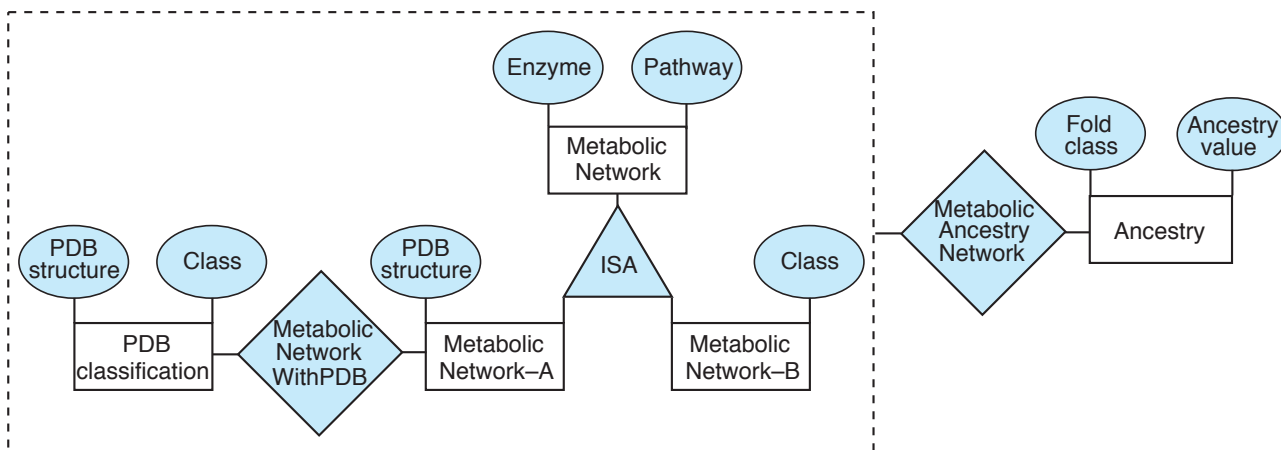 Enzyme
Pathway
Metabolic
Network
Fold
class
Ancestry
value
Metabolic
Ancestry
Network
Ancestry
PDB
structure
Class
PDB
structure
ISA
Class
PDB
classification
Metabolic
Network
WithPDB
Metabolic
Network–A
Metabolic
Network–B